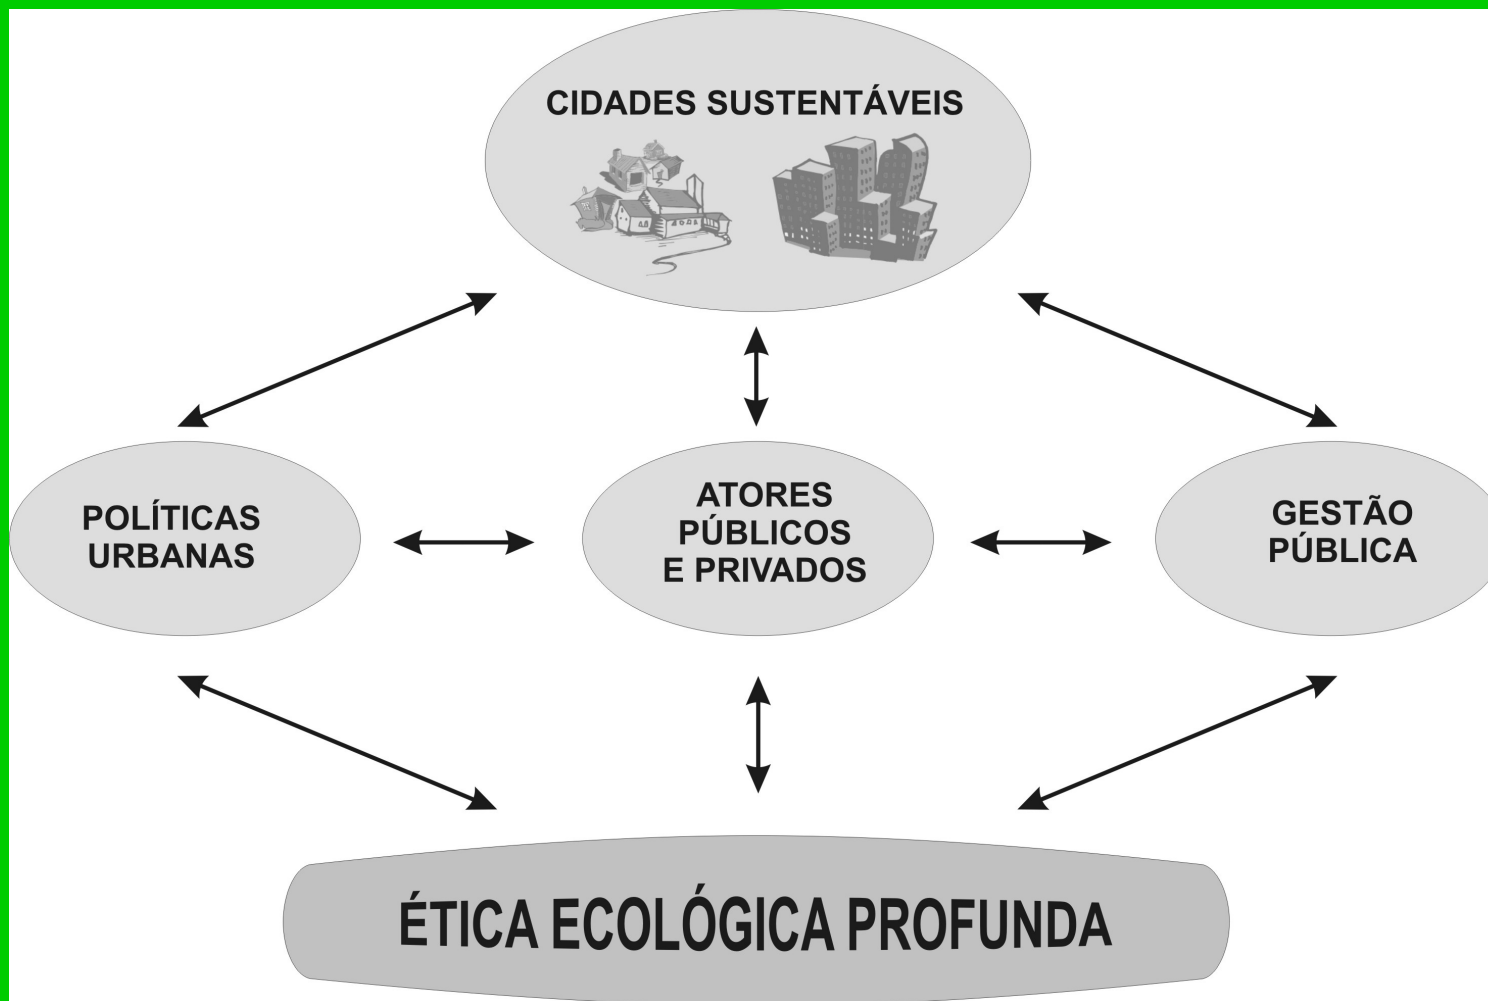 CIDADES SUSTENTÁVEIS
POLÍTICAS
URBANAS
ATORES
PÚBLICOS
E PRIVADOS
GESTÃO
PÚBLICA
ÉTICA ECOLÓGICA PROFUNDA